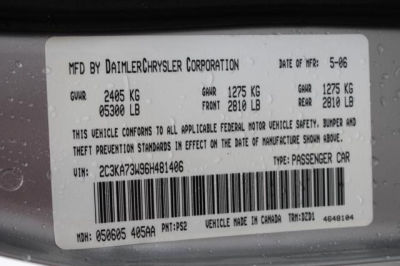 MFD BY DAIMLERCHRYSLER CORPORATION DATE OF MFR: 5-06
GVWR 2405 KG GAWR 1275 KG GAWR 1275 KG
05300 LB FRONT 2810 LB REAR 2810 LB
THIS VEHICLE CONFORMS TO ALL APPLICABLE FEDERAL MOTOR VEHICLE SAFETY, BUMPER AND
THEFT PREVENTION STANDARDS IN EFFECT ON THE DATE OF MANUFACTURE SHOWN ABOVE.
VIN: 2C3KA73W96H481406 TYPE: PASSENGER CAR
MDH: 050605 405AA PNT: PS2 VEHICLE MADE IN CANADA TRM: DZD1 4648104